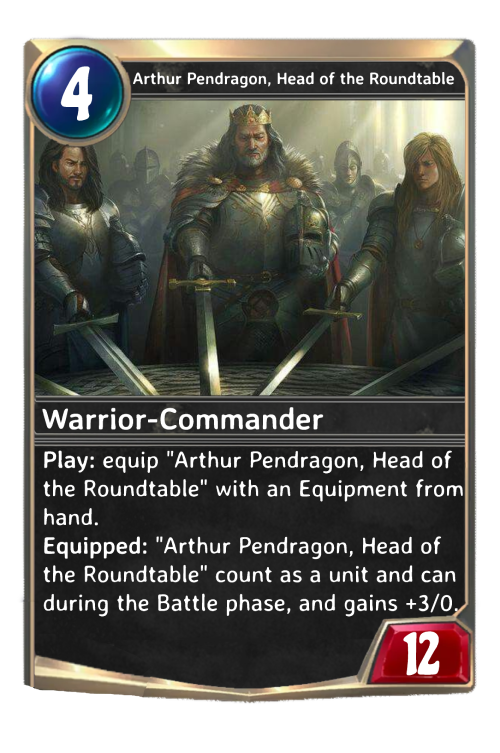 4
Arthur Pendragon, Head of the Roundtable
Warrior-Commander
Play: equip "Arthur Pendragon, Head of
the Roundtable" with an Equipment from
hand.
Equipped: "Arthur Pendragon, Head of
the Roundtable" count as a unit and can
during the Battle phase, and gains +3/0.
12